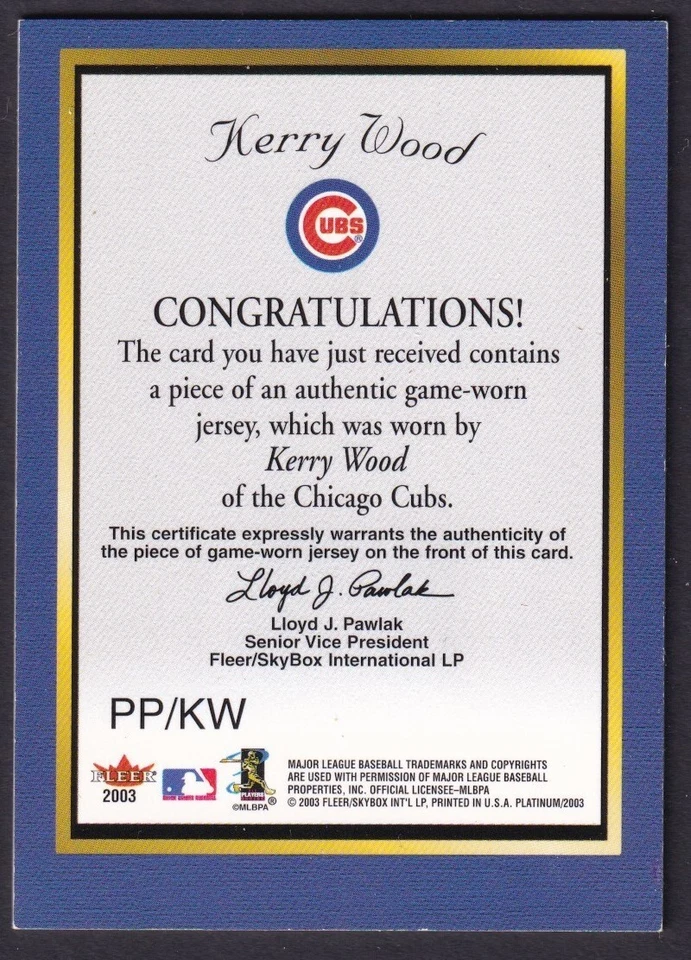 Kerry Wood
CUBS®
CONGRATULATIONS!
The card you have just received contains
a piece of an authentic game-worn
jersey, which was worn by
Kerry Wood
of the Chicago Cubs.
This certificate expressly warrants the authenticity of
the piece of game-worn jersey on the front of this card.
Lloyd J. Pawlak
Lloyd J. Pawlak
Senior Vice President
Fleer/SkyBox International LP
PP/KW
FLEER
2003
PLAYERS
®
©MLBPA
MAJOR LEAGUE BASEBALL TRADEMARKS AND COPYRIGHTS
ARE USED WITH PERMISSION OF MAJOR LEAGUE BASEBALL
PROPERTIES, INC. OFFICIAL LICENSEE–MLBPA
© 2003 FLEER/SKYBOX INT'L LP, PRINTED IN U.S.A. PLATINUM/2003